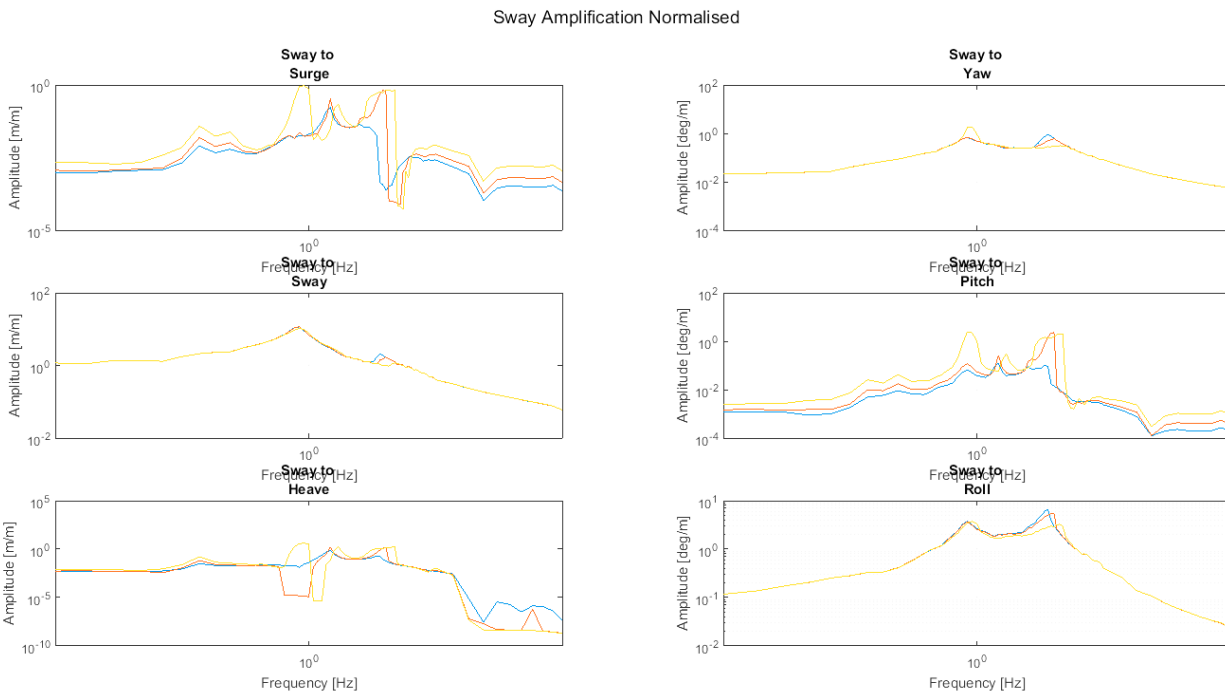 Sway Amplification Normalised
Sway to
Surge
10^0
10^-5
Amplitude [m/m]
10^0
Frequency [Hz]
Sway to
Yaw
10^2
10^0
10^-2
10^-4
Amplitude [deg/m]
10^0
Frequency [Hz]
Sway to
Sway
10^2
10^0
10^-2
Amplitude [m/m]
10^0
Frequency [Hz]
Sway to
Pitch
10^2
10^0
10^-2
10^-4
Amplitude [deg/m]
10^0
Frequency [Hz]
Sway to
Heave
10^5
10^0
10^-5
10^-10
Amplitude [m/m]
10^0
Frequency [Hz]
Sway to
Roll
10^1
10^0
10^-1
10^-2
Amplitude [deg/m]
10^0
Frequency [Hz]